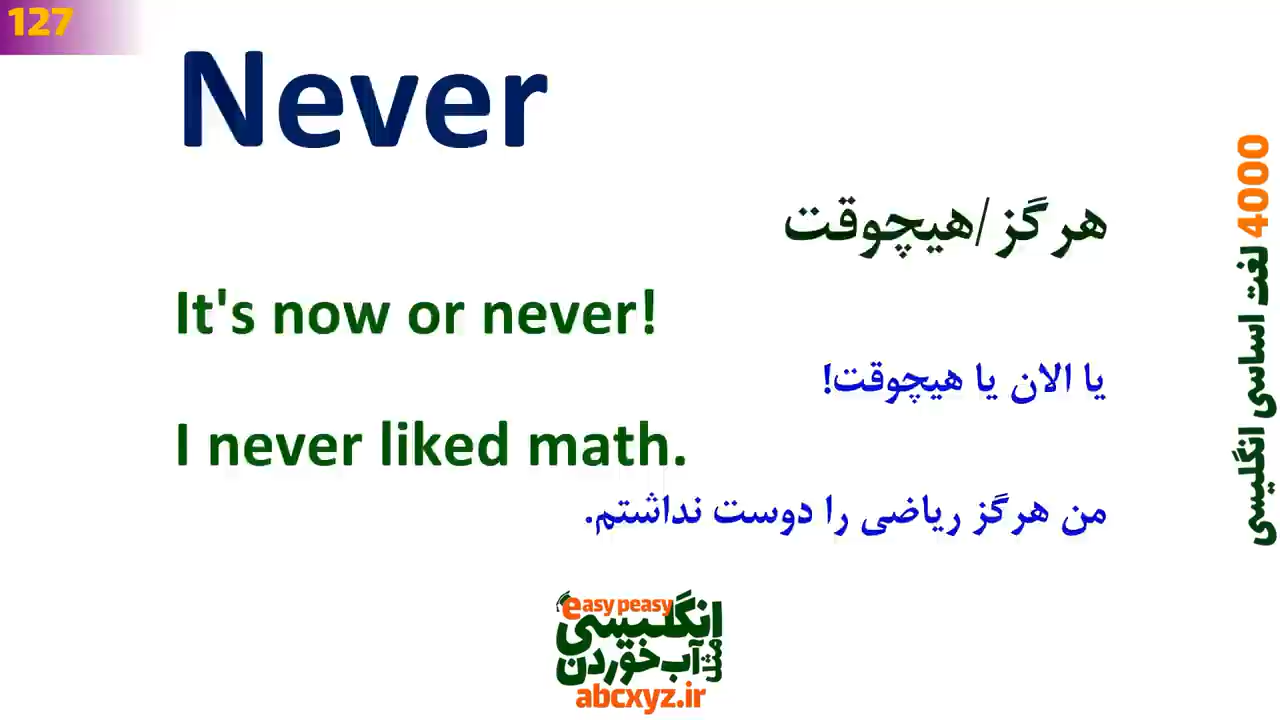 127
Never
هرگز/هیچوقت
It's now or never!
یا الان یا هیچوقت!
I never liked math.
من هرگز ریاضی را دوست نداشتم.
4000 لغت اساسی انگلیسی
easy peasy
انگلیسی
مثل آب خوردن
abcxyz.ir